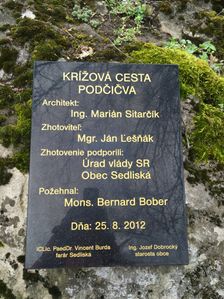 KRÍŽOVÁ CESTA
PODČIČVA
Architekt:
Ing. Marián Sitarčík
Zhotoviteľ:
Mgr. Ján Ľešňák
Zhotovenie podporili:
Úrad vlády SR
Obec Sedliská
Požehnal:
Mons. Bernard Bober
Dňa: 25. 8. 2012
ICLic. PaedDr. Vincent Burda
farár Sedliská
Ing. Jozef Dobrocký
starosta obce